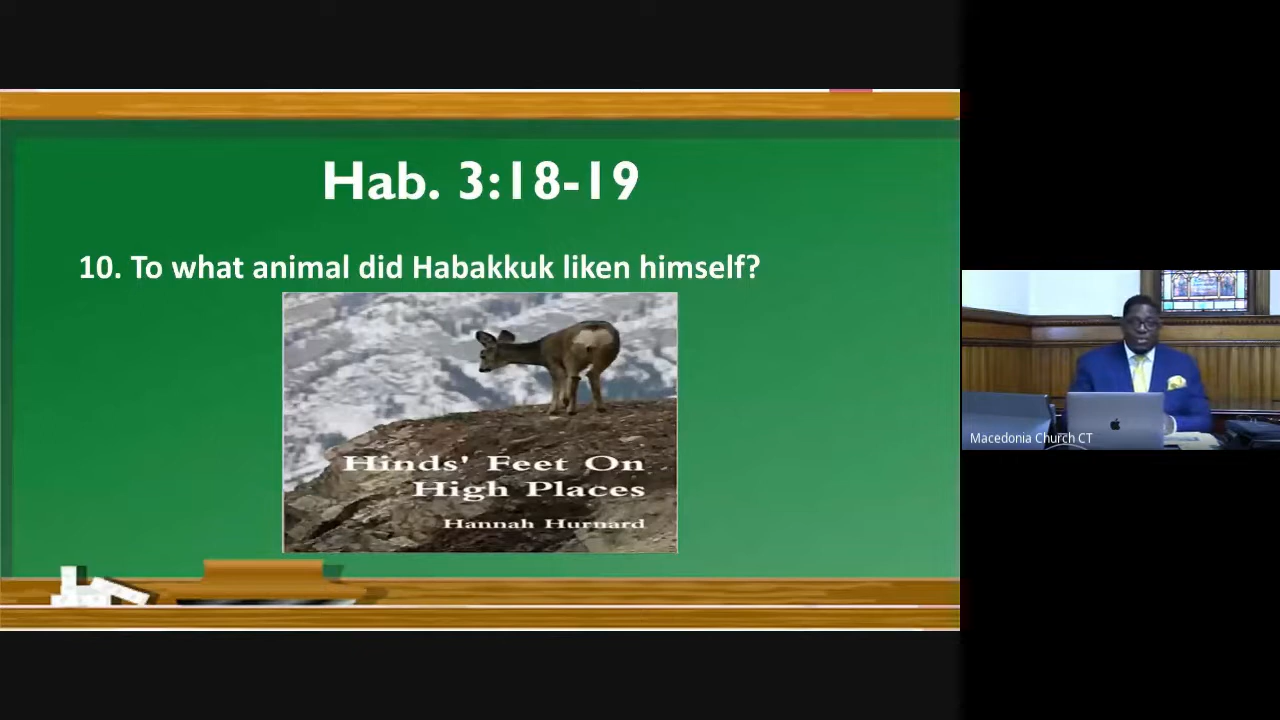 Hab. 3:18-19
10. To what animal did Habakkuk liken himself?
Hinds' Feet On
High Places
Hannah Hurnard
Macedonia Church CT